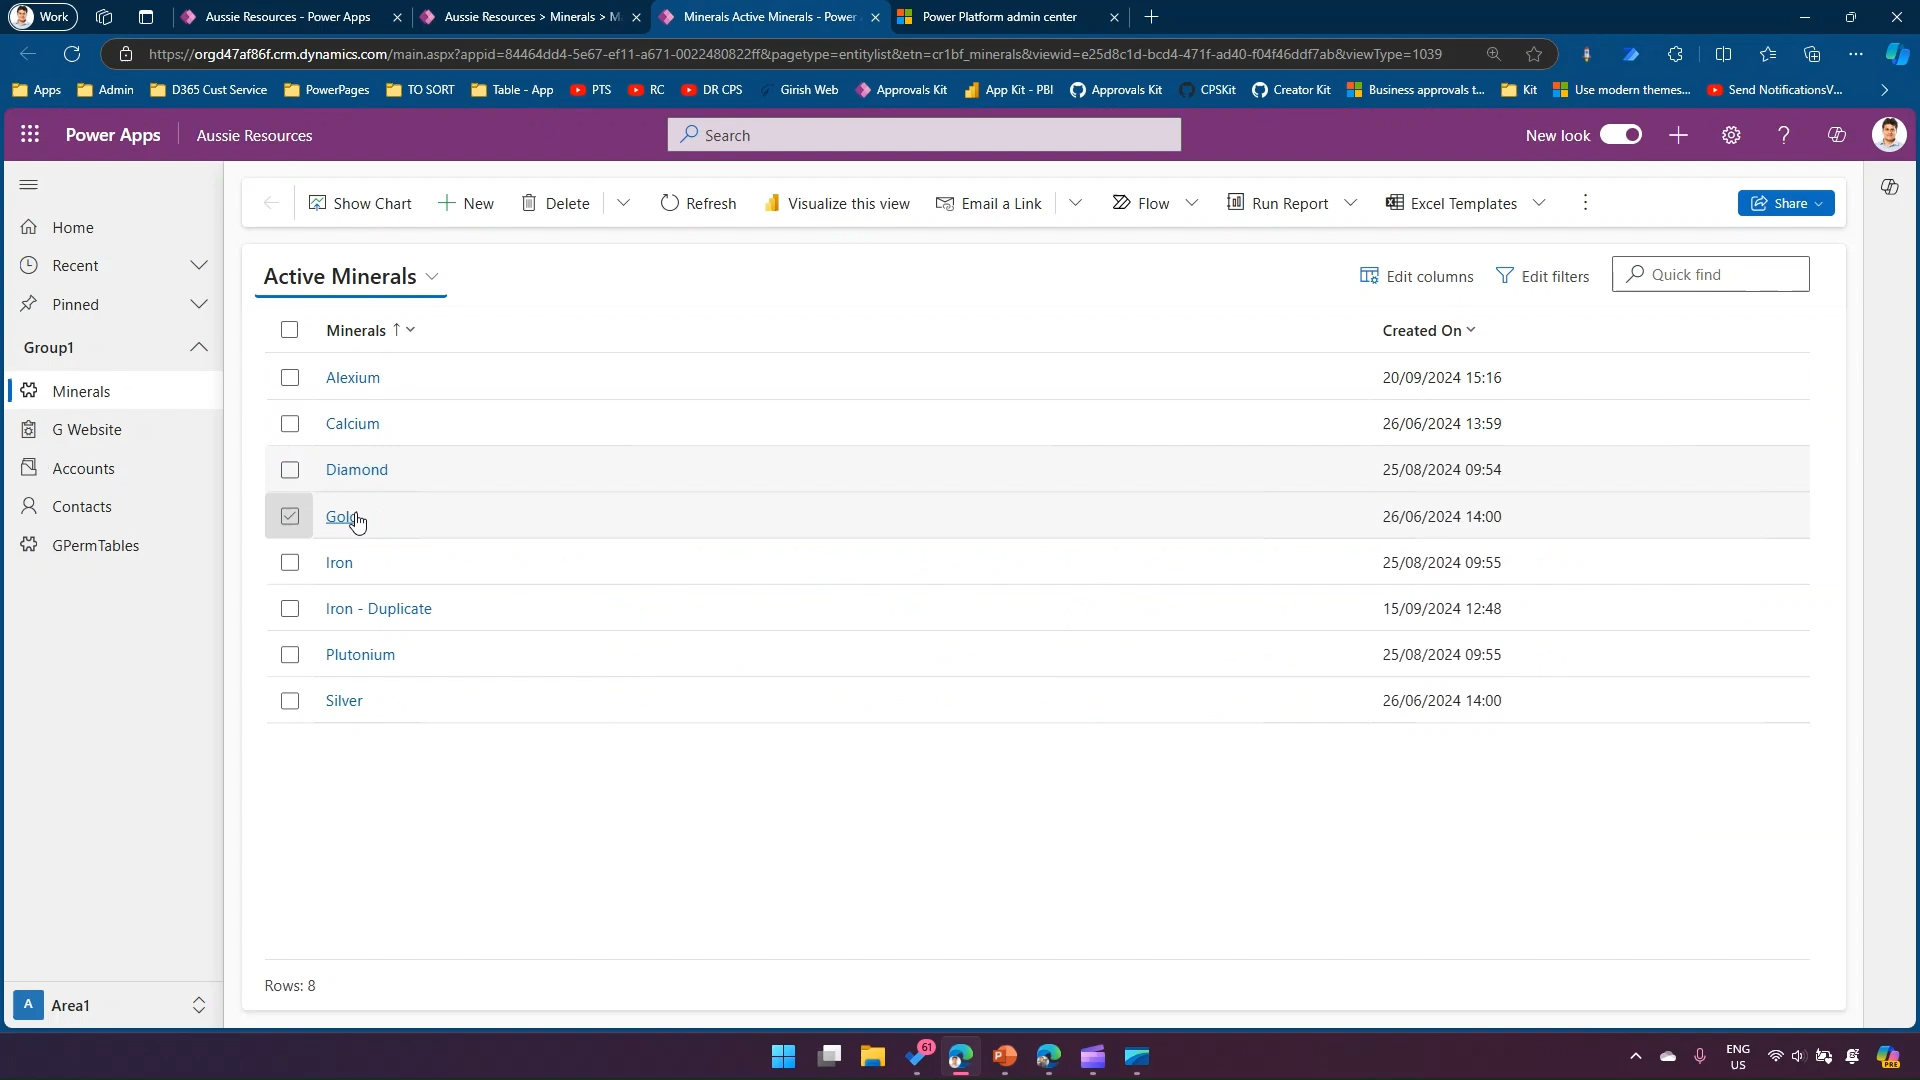 Work
Aussie Resources - Power Apps
Aussie Resources > Minerals > M
Minerals Active Minerals - Power
Power Platform admin center
https://orgd47af86f.crm.dynamics.com/main.aspx?appid=84464dd4-5e67-ef11-a671-0022480822ff&pagetype=entitylist&etn=cr1bf_minerals&viewid=e25d8c1d-bcd4-471f-ad40-f04f46ddf7ab&viewType=1039
Apps
Admin
D365 Cust Service
PowerPages
TO SORT
Table - App
PTS
RC
DR CPS
Girish Web
Approvals Kit
App Kit - PBI
Approvals Kit
CPSKit
Creator Kit
Business approvals t...
Kit
Use modern themes...
Send NotificationsV...
Power Apps
Aussie Resources
Search
New look
Show Chart
New
Delete
Refresh
Visualize this view
Email a Link
Flow
Run Report
Excel Templates
Share
Home
Recent
Pinned
Group1
Minerals
G Website
Accounts
Contacts
GPermTables
Active Minerals
Edit columns
Edit filters
Quick find
Minerals
Created On
Alexium 20/09/2024 15:16
Calcium 26/06/2024 13:59
Diamond 25/08/2024 09:54
Gold 26/06/2024 14:00
Iron 25/08/2024 09:55
Iron - Duplicate 15/09/2024 12:48
Plutonium 25/08/2024 09:55
Silver 26/06/2024 14:00
Rows: 8
A
Area1
61
ENG
US
PRE